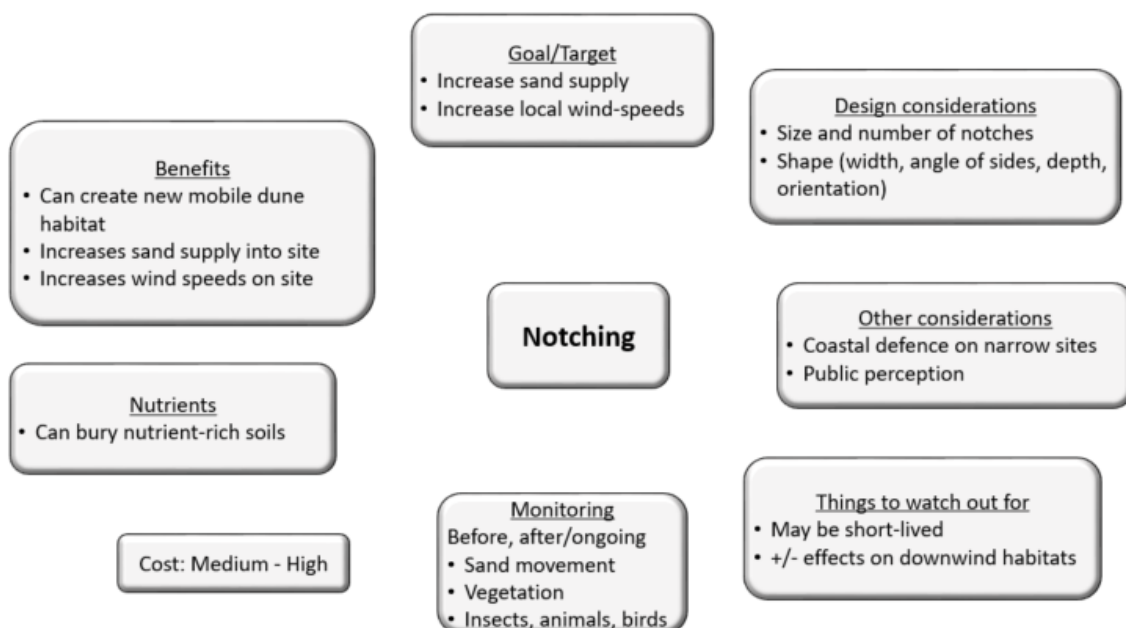 Goal/Target
• Increase sand supply
• Increase local wind-speeds
Design considerations
• Size and number of notches
• Shape (width, angle of sides, depth,
orientation)
Benefits
• Can create new mobile dune
habitat
• Increases sand supply into site
• Increases wind speeds on site
Notching
Other considerations
• Coastal defence on narrow sites
• Public perception
Nutrients
• Can bury nutrient-rich soils
Things to watch out for
• May be short-lived
• +/- effects on downwind habitats
Monitoring
Before, after/ongoing
• Sand movement
• Vegetation
• Insects, animals, birds
Cost: Medium - High